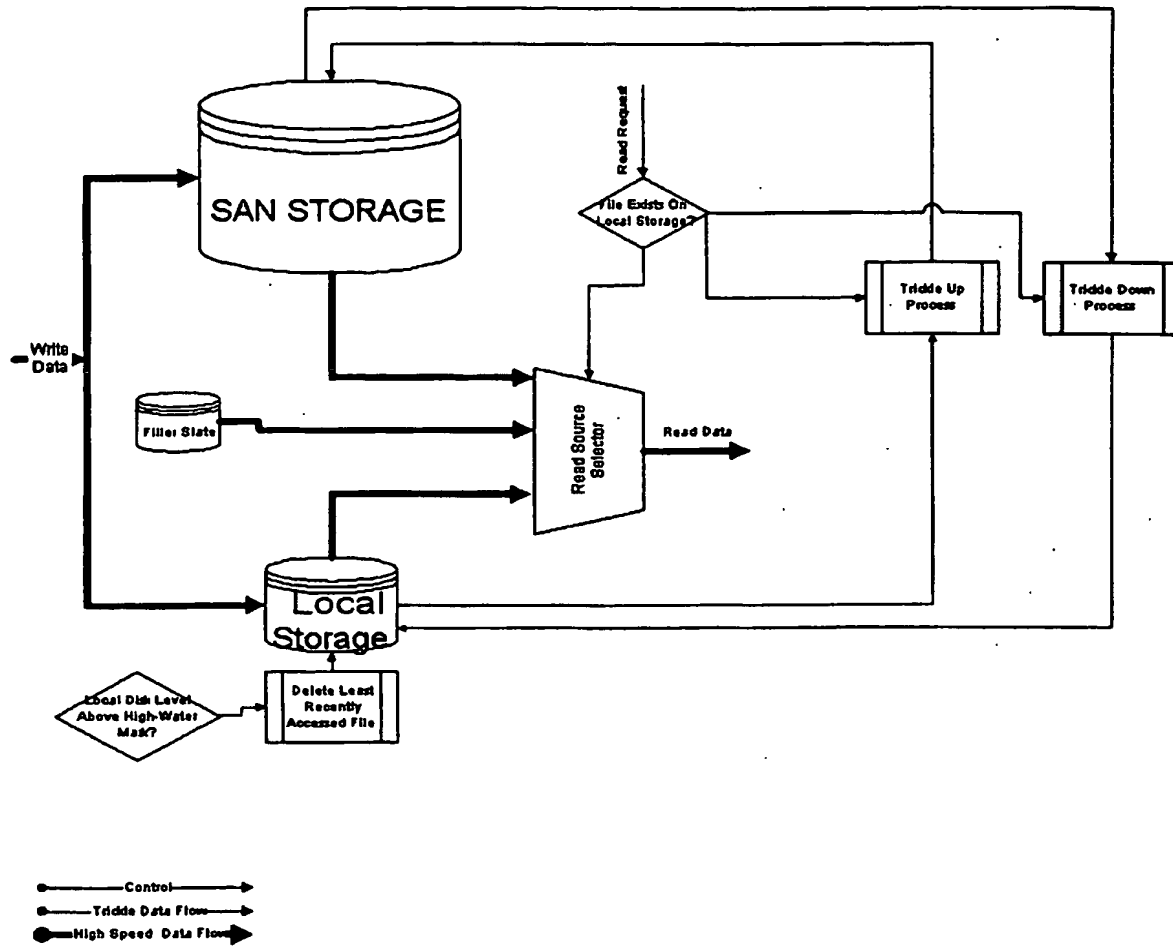 Read Request
SAN STORAGE
File Exists On
Local Storage?
Trickle Up
Process
Trickle Down
Process
Write
Data
Filler Slate
Read Source
Selector
Read Data
Local
Storage
Local Disk Level
Above High-Water
Mark?
Delete Least
Recently
Accessed File
Control
Trickle Data Flow
High Speed Data Flow